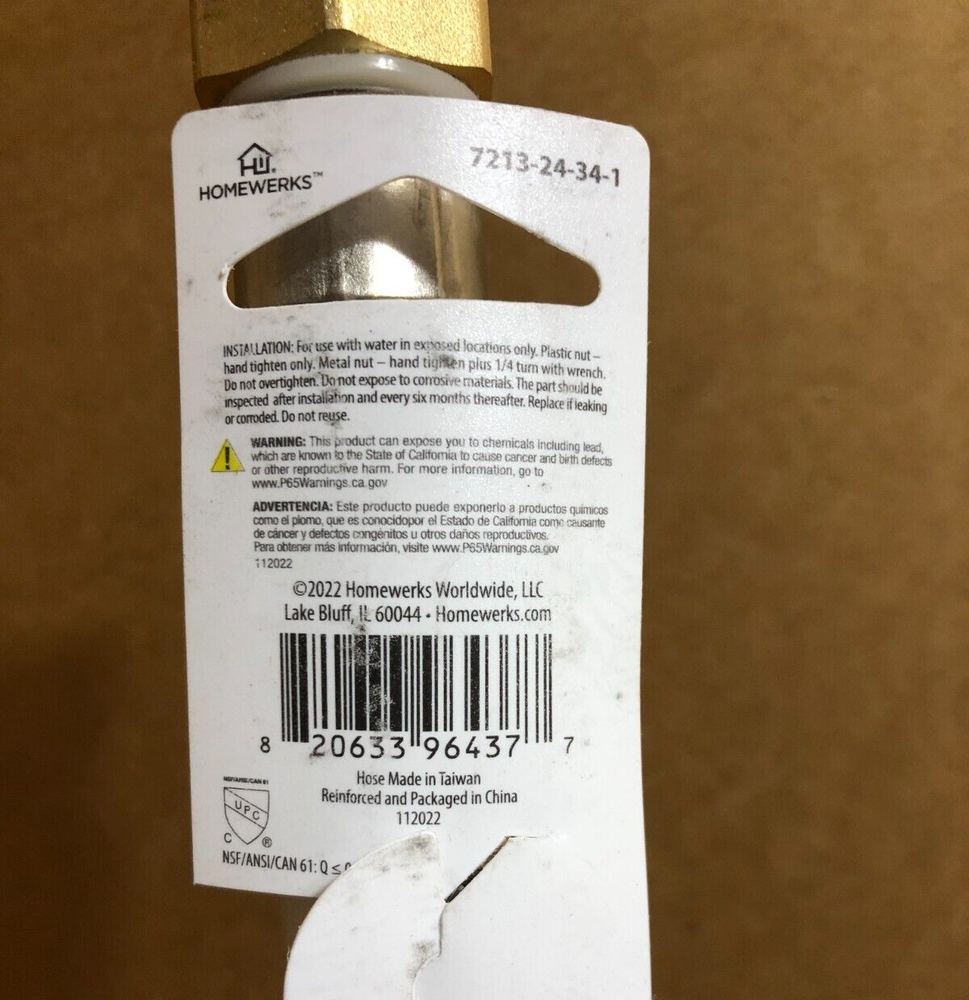 HOMEWERKS™
7213-24-34-1
INSTALLATION: For use with water in exposed locations only. Plastic nut –
hand tighten only. Metal nut – hand tighten plus 1/4 turn with wrench.
Do not overtighten. Do not expose to corrosive materials. The part should be
inspected after installation and every six months thereafter. Replace if leaking
or corroded. Do not reuse.
WARNING: This product can expose you to chemicals including lead,
which are known to the State of California to cause cancer and birth defects
or other reproductive harm. For more information, go to
www.P65Warnings.ca.gov
ADVERTENCIA: Este producto puede exponerlo a productos químicos
como el plomo, que es conocidopor el Estado de California como causante
de cáncer y defectos congénitos u otros daños reproductivos.
Para obtener más información, visite www.P65Warnings.ca.gov
112022
©2022 Homewerks Worldwide, LLC
Lake Bluff, IL 60044 • Homewerks.com
8 20633 96437 7
Hose Made in Taiwan
Reinforced and Packaged in China
112022
NSF/ANSI/CAN 61
UPC
C ®
NSF/ANSI/CAN 61: Q ≤